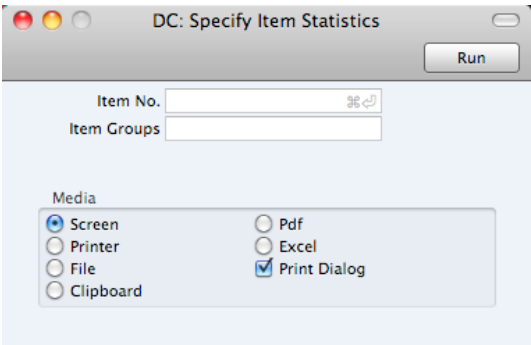 DC: Specify Item Statistics
Run
Item No. ⌘⏎
Item Groups
Media
Screen
Pdf
Printer
Excel
File
Print Dialog
Clipboard